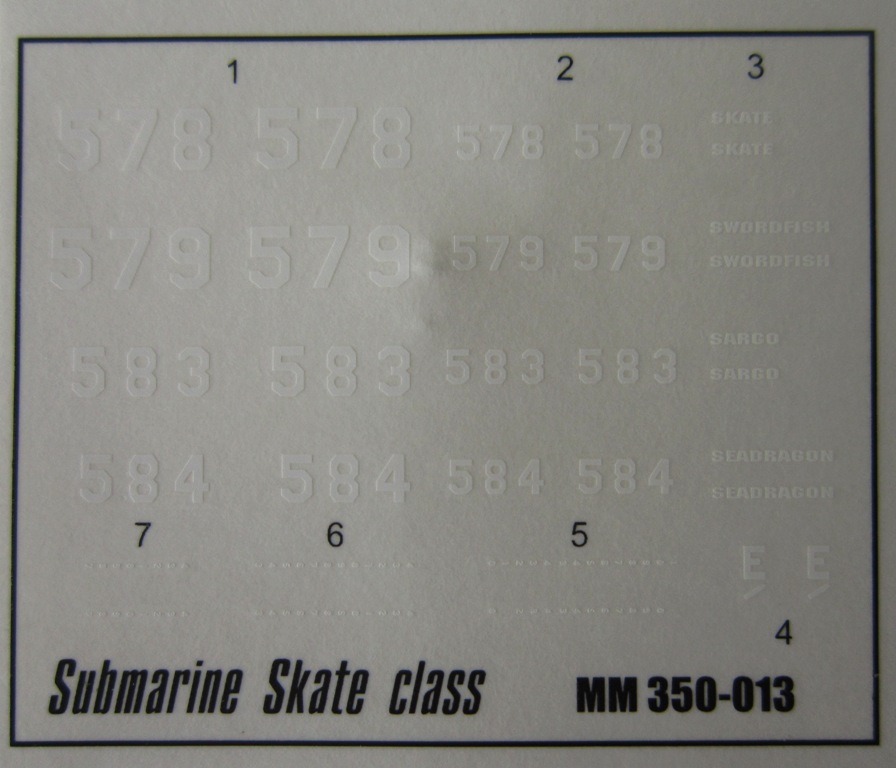 1 2 3
578 578 578 578 SKATE
SKATE
579 579 579 579 SWORDFISH
SWORDFISH
583 583 583 583 SARGO
SARGO
584 584 584 584 SEADRAGON
SEADRAGON
7 6 5 E E
4
Submarine Skate class MM 350-013